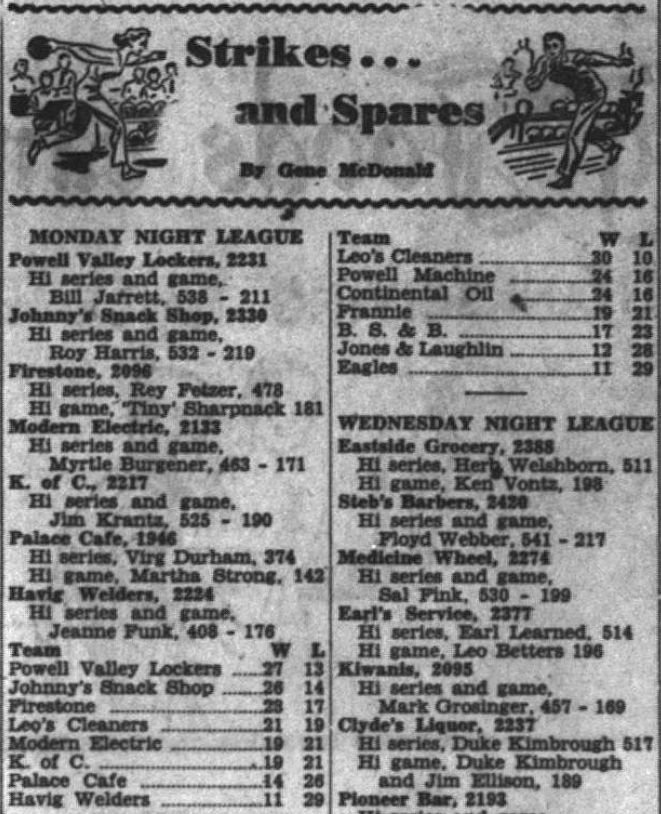 Strikes...
and Spares
By Gene McDonald
MONDAY NIGHT LEAGUE
Powell Valley Lockers, 2231
Hi series and game,
Bill Jarrett, 538 - 211
Johnny's Snack Shop, 2330
Hi series and game,
Roy Harris, 532 - 219
Firestone, 2096
Hi series, Rey Fetzer, 478
Hi game, 'Tiny' Sharpnack 181
Modern Electric, 2133
Hi series and game,
Myrtle Burgener, 463 - 171
K. of C., 2217
Hi series and game,
Jim Krantz, 525 - 190
Palace Cafe, 1946
Hi series, Virg Durham, 374
Hi game, Martha Strong, 142
Havig Welders, 2224
Hi series and game,
Jeanne Funk, 408 - 176
Team W L
Powell Valley Lockers 27 13
Johnny's Snack Shop 26 14
Firestone 23 17
Leo's Cleaners 21 19
Modern Electric 19 21
K. of C. 19 21
Palace Cafe 14 26
Havig Welders 11 29
Team W L
Leo's Cleaners 30 10
Powell Machine 24 16
Continental Oil 24 16
Frannie 19 21
B. S. & B. 17 23
Jones & Laughlin 12 28
Eagles 11 29
WEDNESDAY NIGHT LEAGUE
Eastside Grocery, 2388
Hi series, Herb Welshborn, 511
Hi game, Ken Vontz, 198
Steb's Barbers, 2420
Hi series and game,
Floyd Webber, 541 - 217
Medicine Wheel, 2274
Hi series and game,
Sal Fink, 530 - 199
Earl's Service, 2377
Hi series, Earl Learned, 514
Hi game, Leo Betters 196
Kiwanis, 2095
Hi series and game,
Mark Grosinger, 457 - 169
Clyde's Liquor, 2237
Hi series, Duke Kimbrough 517
Hi game, Duke Kimbrough
and Jim Ellison, 189
Pioneer Bar, 2193